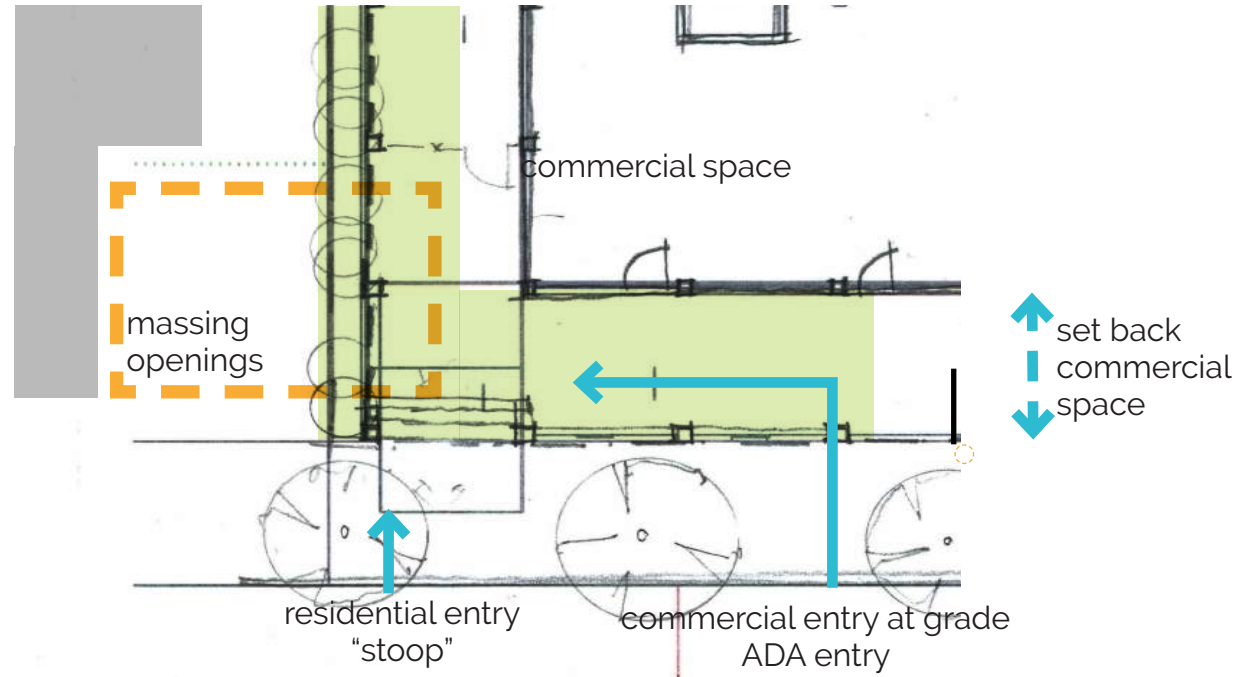 commercial space
massing
openings
set back
commercial
space
residential entry
“stoop”
commercial entry at grade
ADA entry